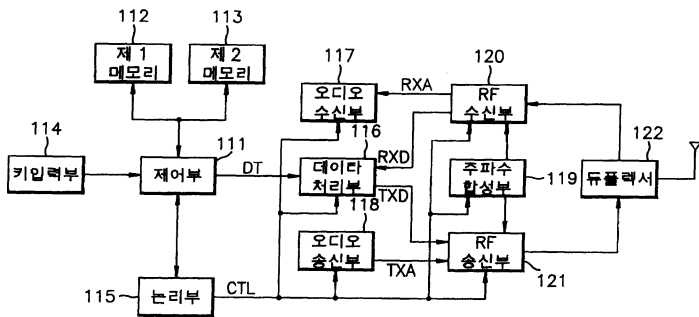 112
113
제 1
메모리
제 2
메모리
117
오디오
수신부
RXA
120
RF
수신부
114
키입력부
111
제어부
DT
116
데이타
처리부
RXD
TXD
주파수
합성부
119
122
듀플렉서
118
오디오
송신부
TXA
RF
송신부
121
115
논리부
CTL